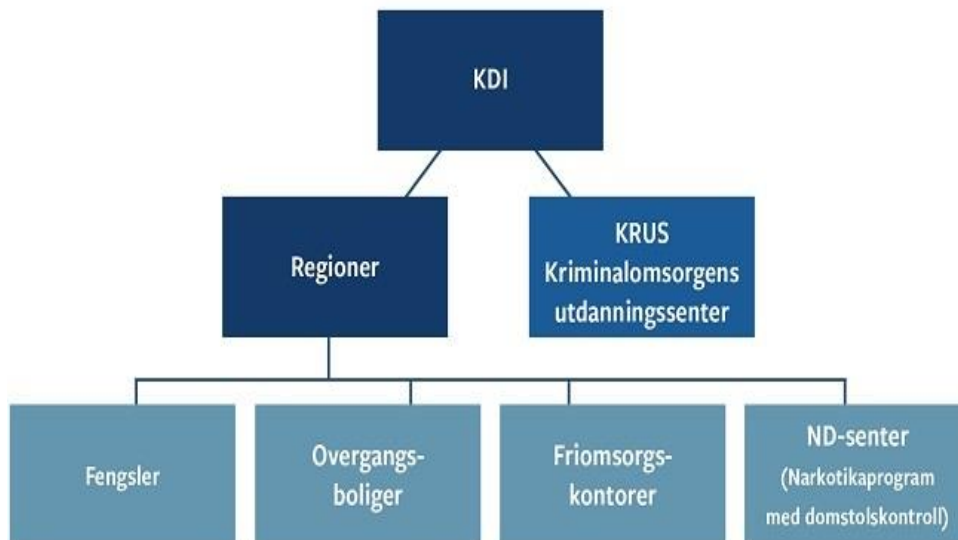 KDI
Regioner
KRUS
Kriminalomsorgens
utdanningssenter
Fengsler
Overgangs-
boliger
Friomsorgs-
kontorer
ND-senter
(Narkotikaprogram
med domstolskontroll)